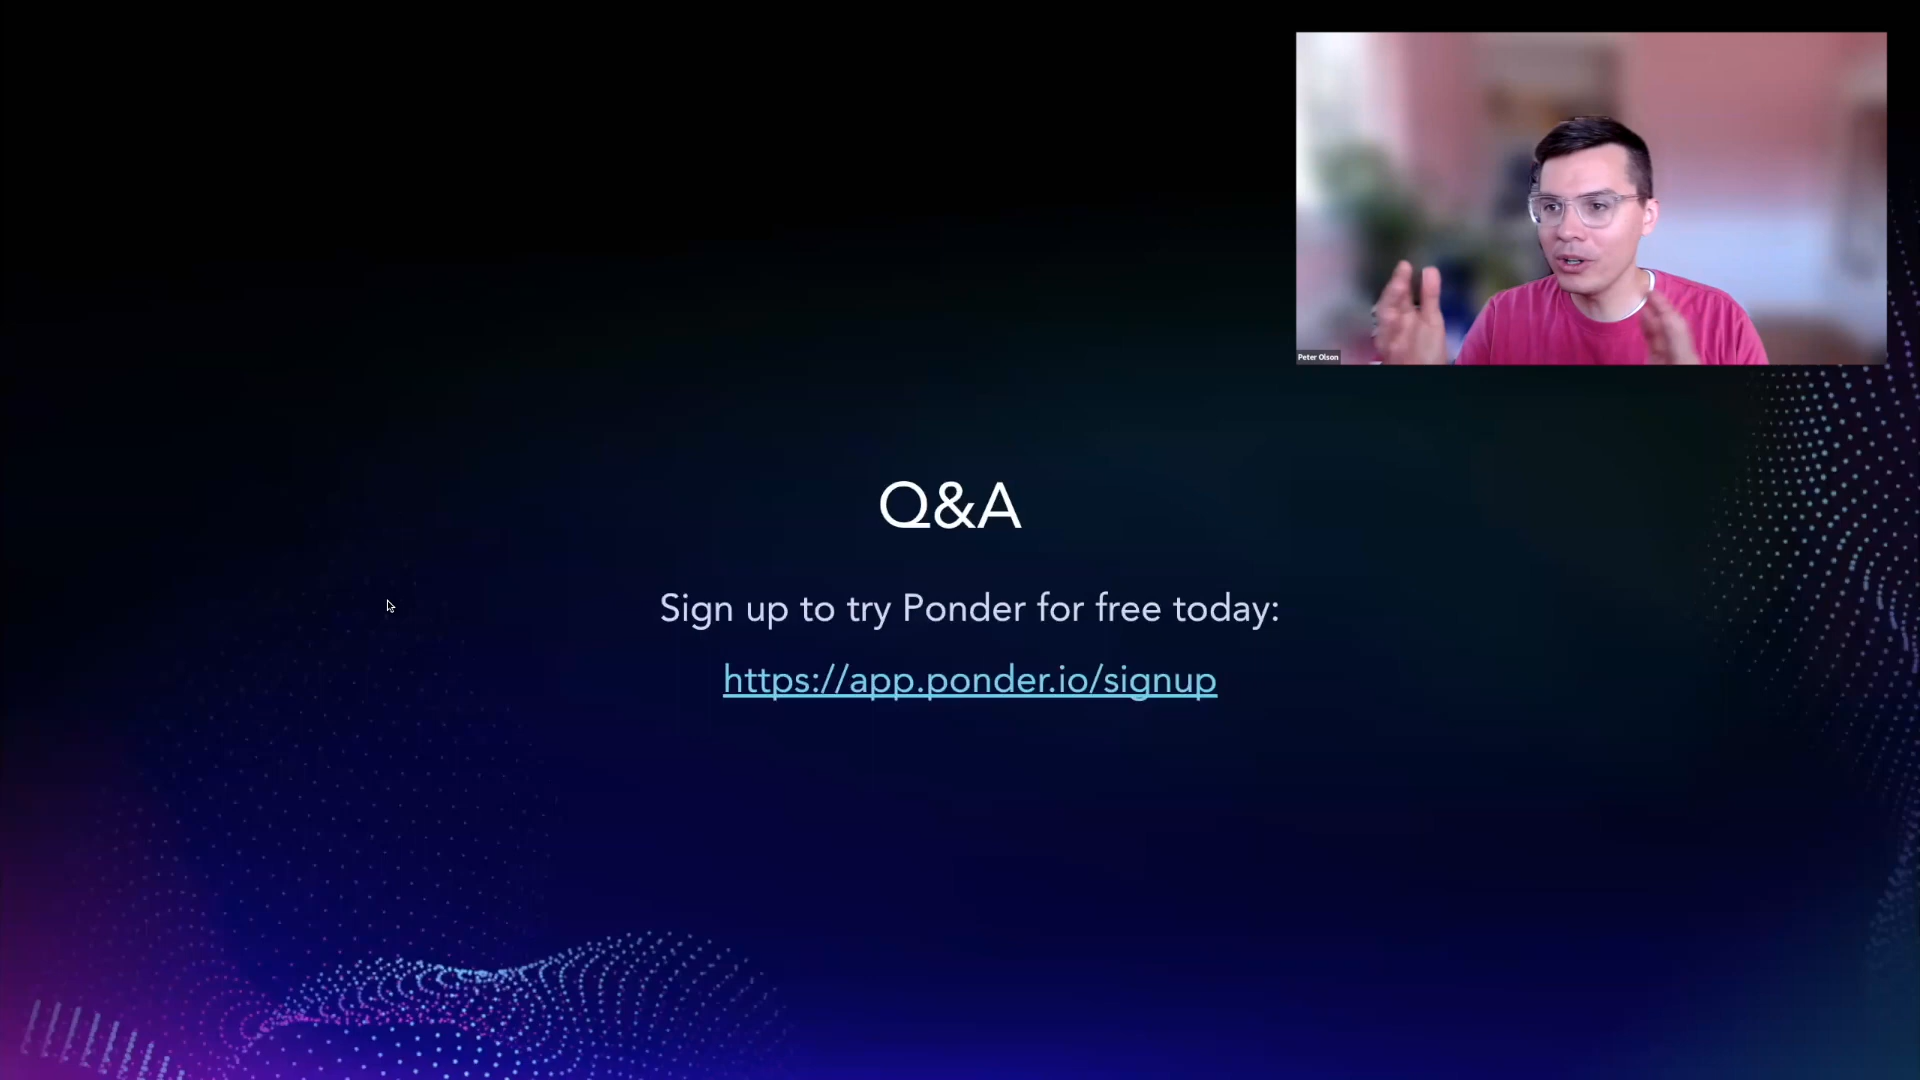 Peter Olson
Q&A
Sign up to try Ponder for free today:
https://app.ponder.io/signup